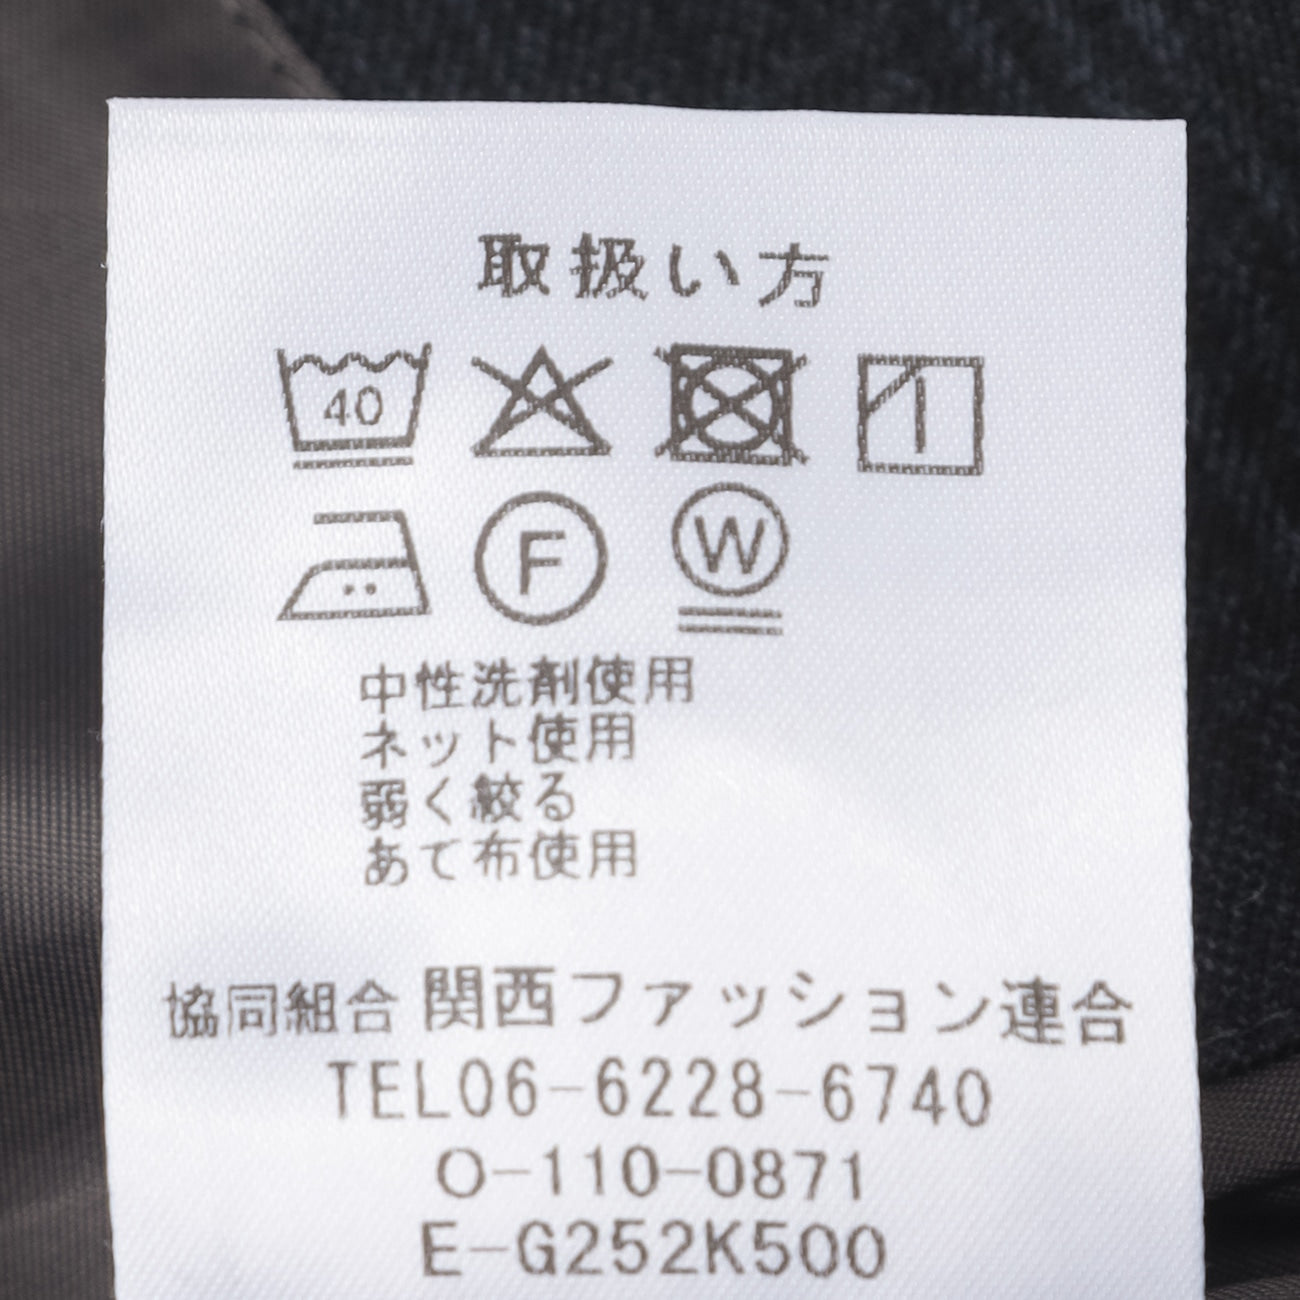 取扱い方
40
F W
中性洗剤使用
ネット使用
弱く絞る
あて布使用
協同組合 関西ファッション連合
TEL06-6228-6740
O-110-0871
E-G252K500